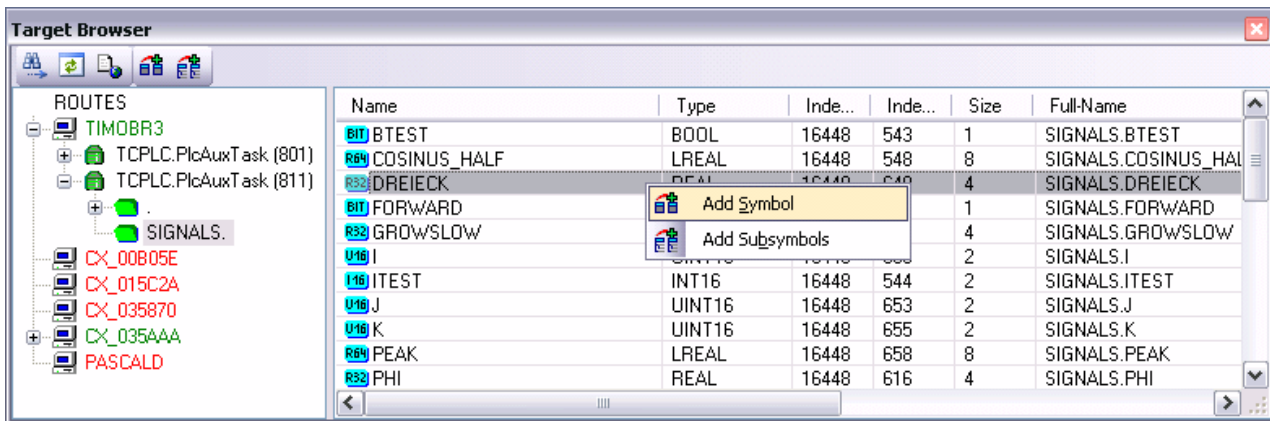 Target Browser
ROUTES
TIMOBR3
TCPLC.PlcAuxTask (801)
TCPLC.PlcAuxTask (811)
.
SIGNALS.
CX_00B05E
CX_015C2A
CX_035870
CX_035AAA
PASCALD
Name Type Inde... Inde... Size Full-Name
BIT BTEST BOOL 16448 543 1 SIGNALS.BTEST
R64 COSINUS_HALF LREAL 16448 548 8 SIGNALS.COSINUS_HAL
R32 DREIECK REAL 16448 4 SIGNALS.DREIECK
BIT FORWARD 1 SIGNALS.FORWARD
R32 GROWSLOW 4 SIGNALS.GROWSLOW
U16 I 2 SIGNALS.I
I16 ITEST INT16 16448 544 2 SIGNALS.ITEST
U16 J UINT16 16448 653 2 SIGNALS.J
U16 K UINT16 16448 655 2 SIGNALS.K
R64 PEAK LREAL 16448 658 8 SIGNALS.PEAK
R32 PHI REAL 16448 616 4 SIGNALS.PHI
Add Symbol
Add Subsymbols